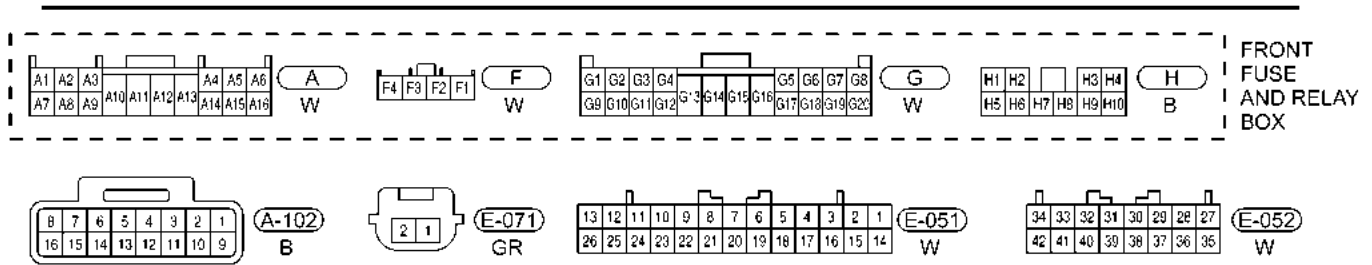 A1 A2 A3 A4 A5 A6 A
A7 A8 A9 A10 A11 A12 A13 A14 A15 A16 W
F4 F3 F2 F1 F
W
G1 G2 G3 G4 G5 G6 G7 G8 G
G9 G10 G11 G12 G13 G14 G15 G16 G17 G18 G19 G20 W
H1 H2 H3 H4 H
H5 H6 H7 H8 H9 H10 B
FRONT
FUSE
AND RELAY
BOX
8 7 6 5 4 3 2 1 A-102
16 15 14 13 12 11 10 9 B
2 1 E-071
GR
13 12 11 10 9 8 7 6 5 4 3 2 1 E-051
26 25 24 23 22 21 20 19 18 17 16 15 14 W
34 33 32 31 30 29 28 27 E-052
42 41 40 39 38 37 36 35 W